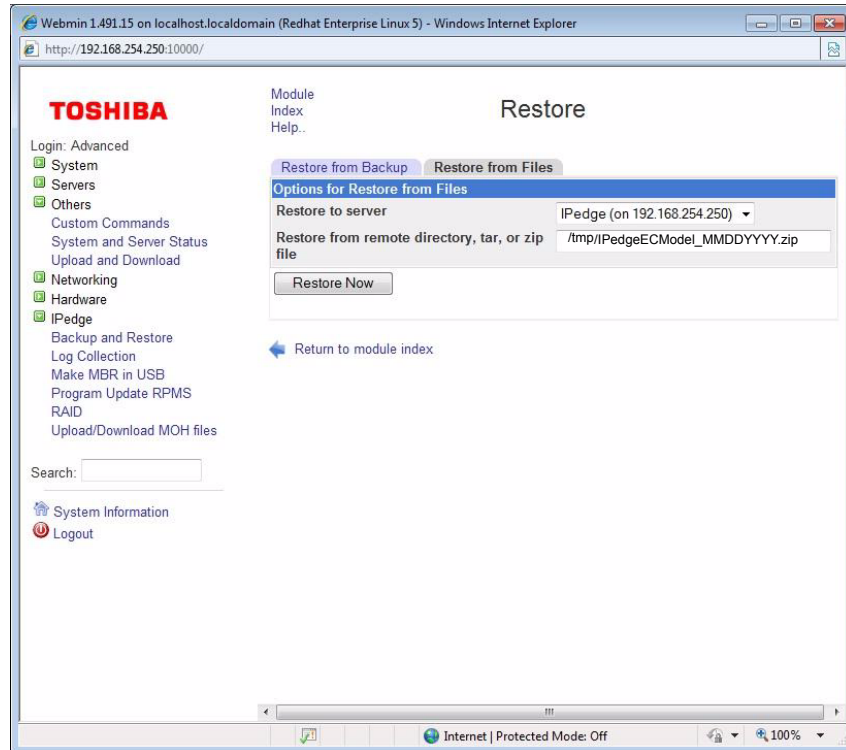 Webmin 1.491.15 on localhost.localdomain (Redhat Enterprise Linux 5) - Windows Internet Explorer
http://192.168.254.250:10000/
TOSHIBA
Login: Advanced
System
Servers
Others
Custom Commands
System and Server Status
Upload and Download
Networking
Hardware
IPedge
Backup and Restore
Log Collection
Make MBR in USB
Program Update RPMS
RAID
Upload/Download MOH files
Search:
System Information
Logout
Module
Index
Help..
Restore
Restore from Backup Restore from Files
Options for Restore from Files
Restore to server IPedge (on 192.168.254.250)
Restore from remote directory, tar, or zip /tmp/IPedgeECModel_MMDDYYYY.zip
file
Restore Now
Return to module index
Internet | Protected Mode: Off 100%